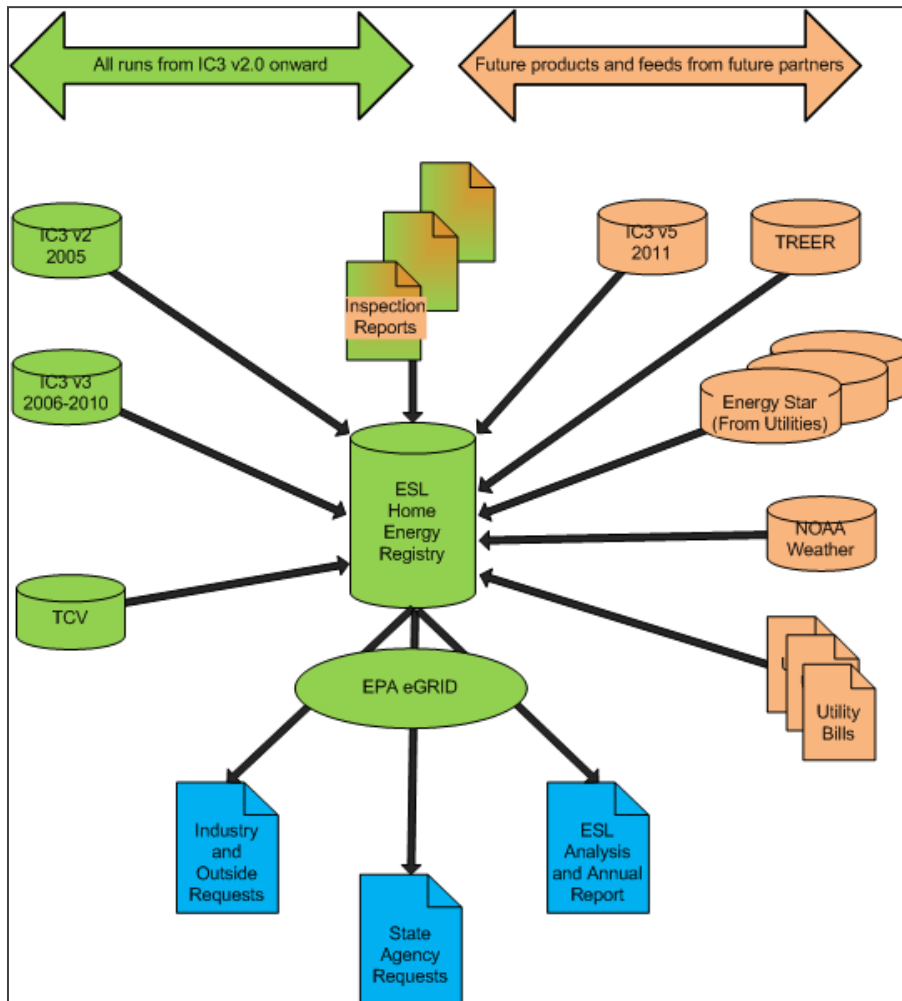 All runs from IC3 v2.0 onward
Future products and feeds from future partners
IC3 v2
2005
Inspection
Reports
IC3 v5
2011
TREER
IC3 v3
2006-2010
Energy Star
(From Utilities)
ESL
Home
Energy
Registry
NOAA
Weather
TCV
EPA eGRID
Utility
Bills
Industry
and
Outside
Requests
ESL
Analysis
and Annual
Report
State
Agency
Requests